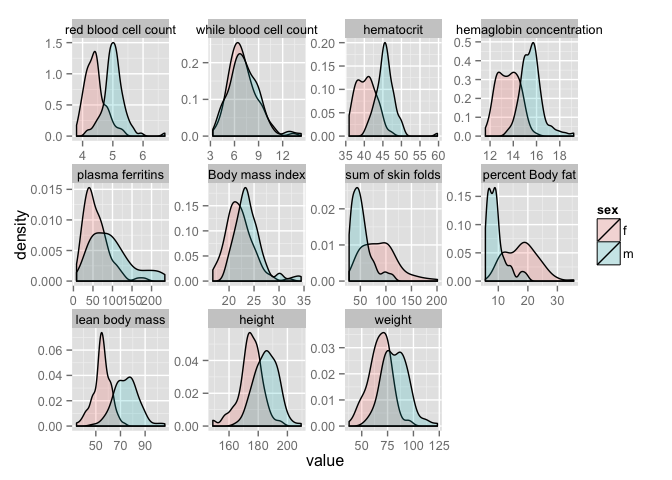 red blood cell count while blood cell count hematocrit hemaglobin concentration
1.5 1.0 0.5 0.0
4 5 6
0.2 0.1 0.0
3 6 9 12
0.20 0.15 0.10 0.05 0.00
35 40 45 50 55 60
0.5 0.4 0.3 0.2 0.1 0.0
12 14 16 18
plasma ferritins Body mass index sum of skin folds percent Body fat
0.015 0.010 0.005 0.000
0 50 100 150 200
0.20 0.15 0.10 0.05 0.00
20 25 30 35
0.02 0.01 0.00
50 100 150 200
0.15 0.10 0.05 0.00
10 20 30
lean body mass height weight
0.06 0.04 0.02 0.00
50 70 90
0.04 0.02 0.00
160 180 200
0.03 0.02 0.01 0.00
50 75 100 125
density
value
sex
f
m